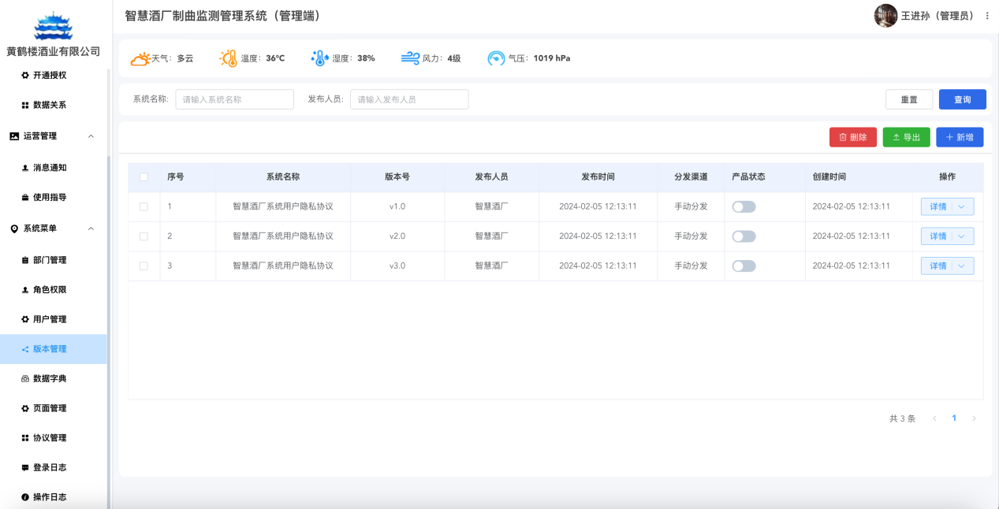 智慧酒厂制曲监测管理系统（管理端）
王进孙（管理员）
黄鹤楼酒业有限公司
开通授权
数据关系
运营管理
消息通知
使用指导
系统菜单
部门管理
角色权限
用户管理
版本管理
数据字典
页面管理
协议管理
登录日志
操作日志
天气： 多云 温度： 36℃ 湿度： 38% 风力： 4级 气压： 1019 hPa
系统名称: 请输入系统名称 发布人员: 请输入发布人员 重置 查询
删除 导出 新增
序号 系统名称 版本号 发布人员 发布时间 分发渠道 产品状态 创建时间 操作
1 智慧酒厂系统用户隐私协议 v1.0 智慧酒厂 2024-02-05 12:13:11 手动分发 2024-02-05 12:13:11 详情
2 智慧酒厂系统用户隐私协议 v2.0 智慧酒厂 2024-02-05 12:13:11 手动分发 2024-02-05 12:13:11 详情
3 智慧酒厂系统用户隐私协议 v3.0 智慧酒厂 2024-02-05 12:13:11 手动分发 2024-02-05 12:13:11 详情
共 3 条 1